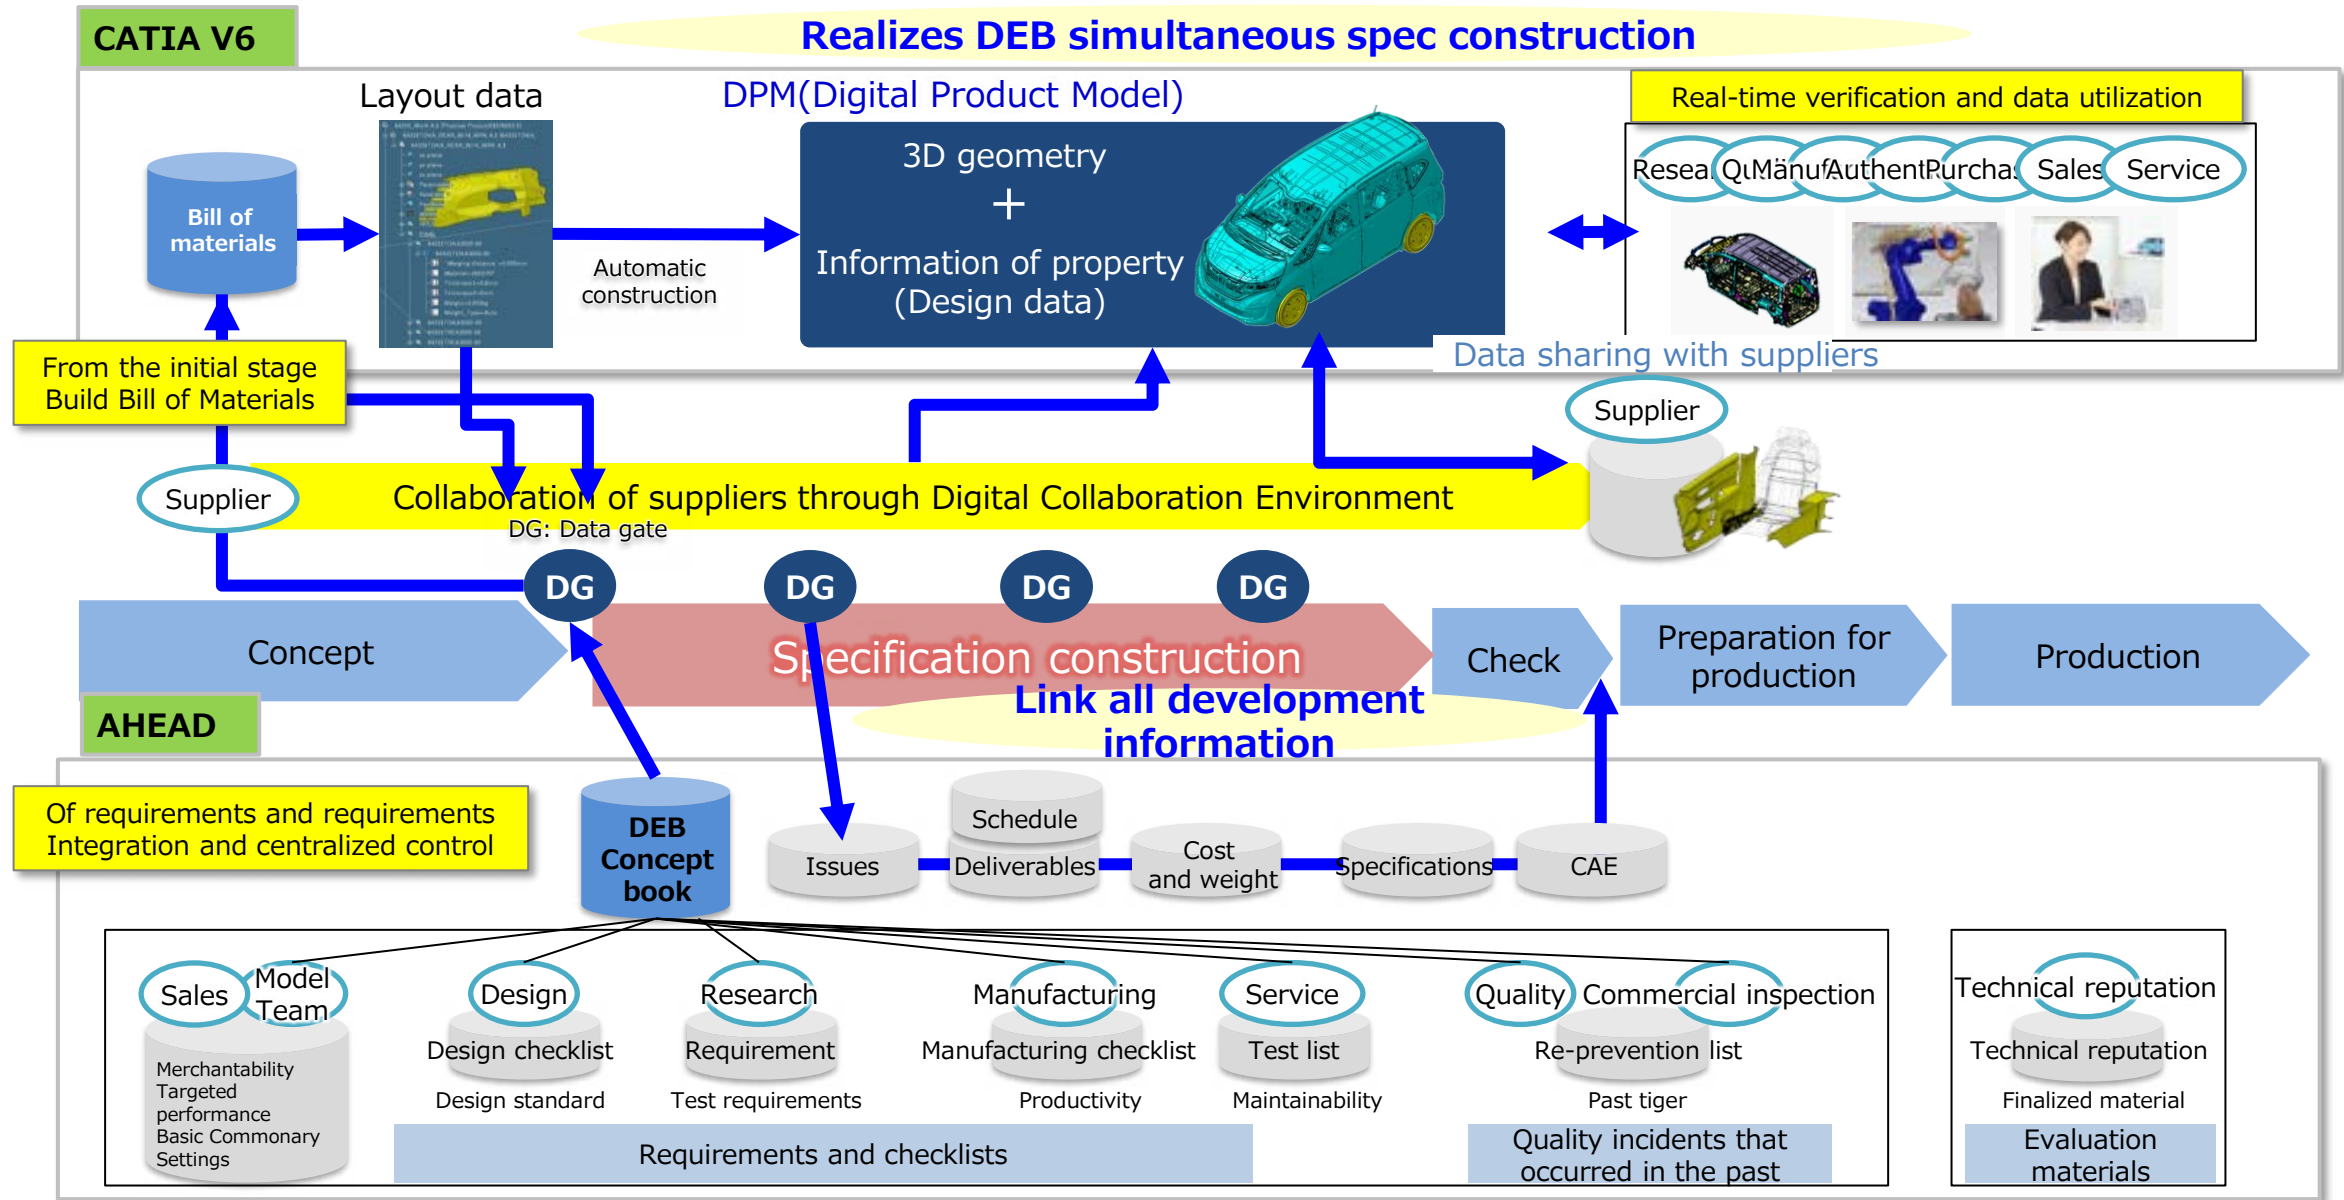 CATIA V6
Realizes DEB simultaneous spec construction
Layout data
DPM(Digital Product Model)
Real-time verification and data utilization
Bill of
materials
Automatic
construction
3D geometry
+
Information of property
(Design data)
Sales
Service
From the initial stage
Build Bill of Materials
Data sharing with suppliers
Supplier
Supplier
Collaboration of suppliers through Digital Collaboration Environment
DG: Data gate
DG
DG
DG
DG
Concept
Specification construction
Check
Preparation for
production
Production
Link all development
information
AHEAD
Of requirements and requirements
Integration and centralized control
DEB
Concept
book
Issues
Schedule
Deliverables
Cost
and weight
Specifications
CAE
Sales
Model
Team
Design
Research
Manufacturing
Service
Quality
Commercial inspection
Technical reputation
Merchantability
Targeted
performance
Basic Commonary
Settings
Design checklist
Requirement
Manufacturing checklist
Test list
Re-prevention list
Technical reputation
Design standard
Test requirements
Productivity
Maintainability
Past tiger
Finalized material
Requirements and checklists
Quality incidents that
occurred in the past
Evaluation
materials